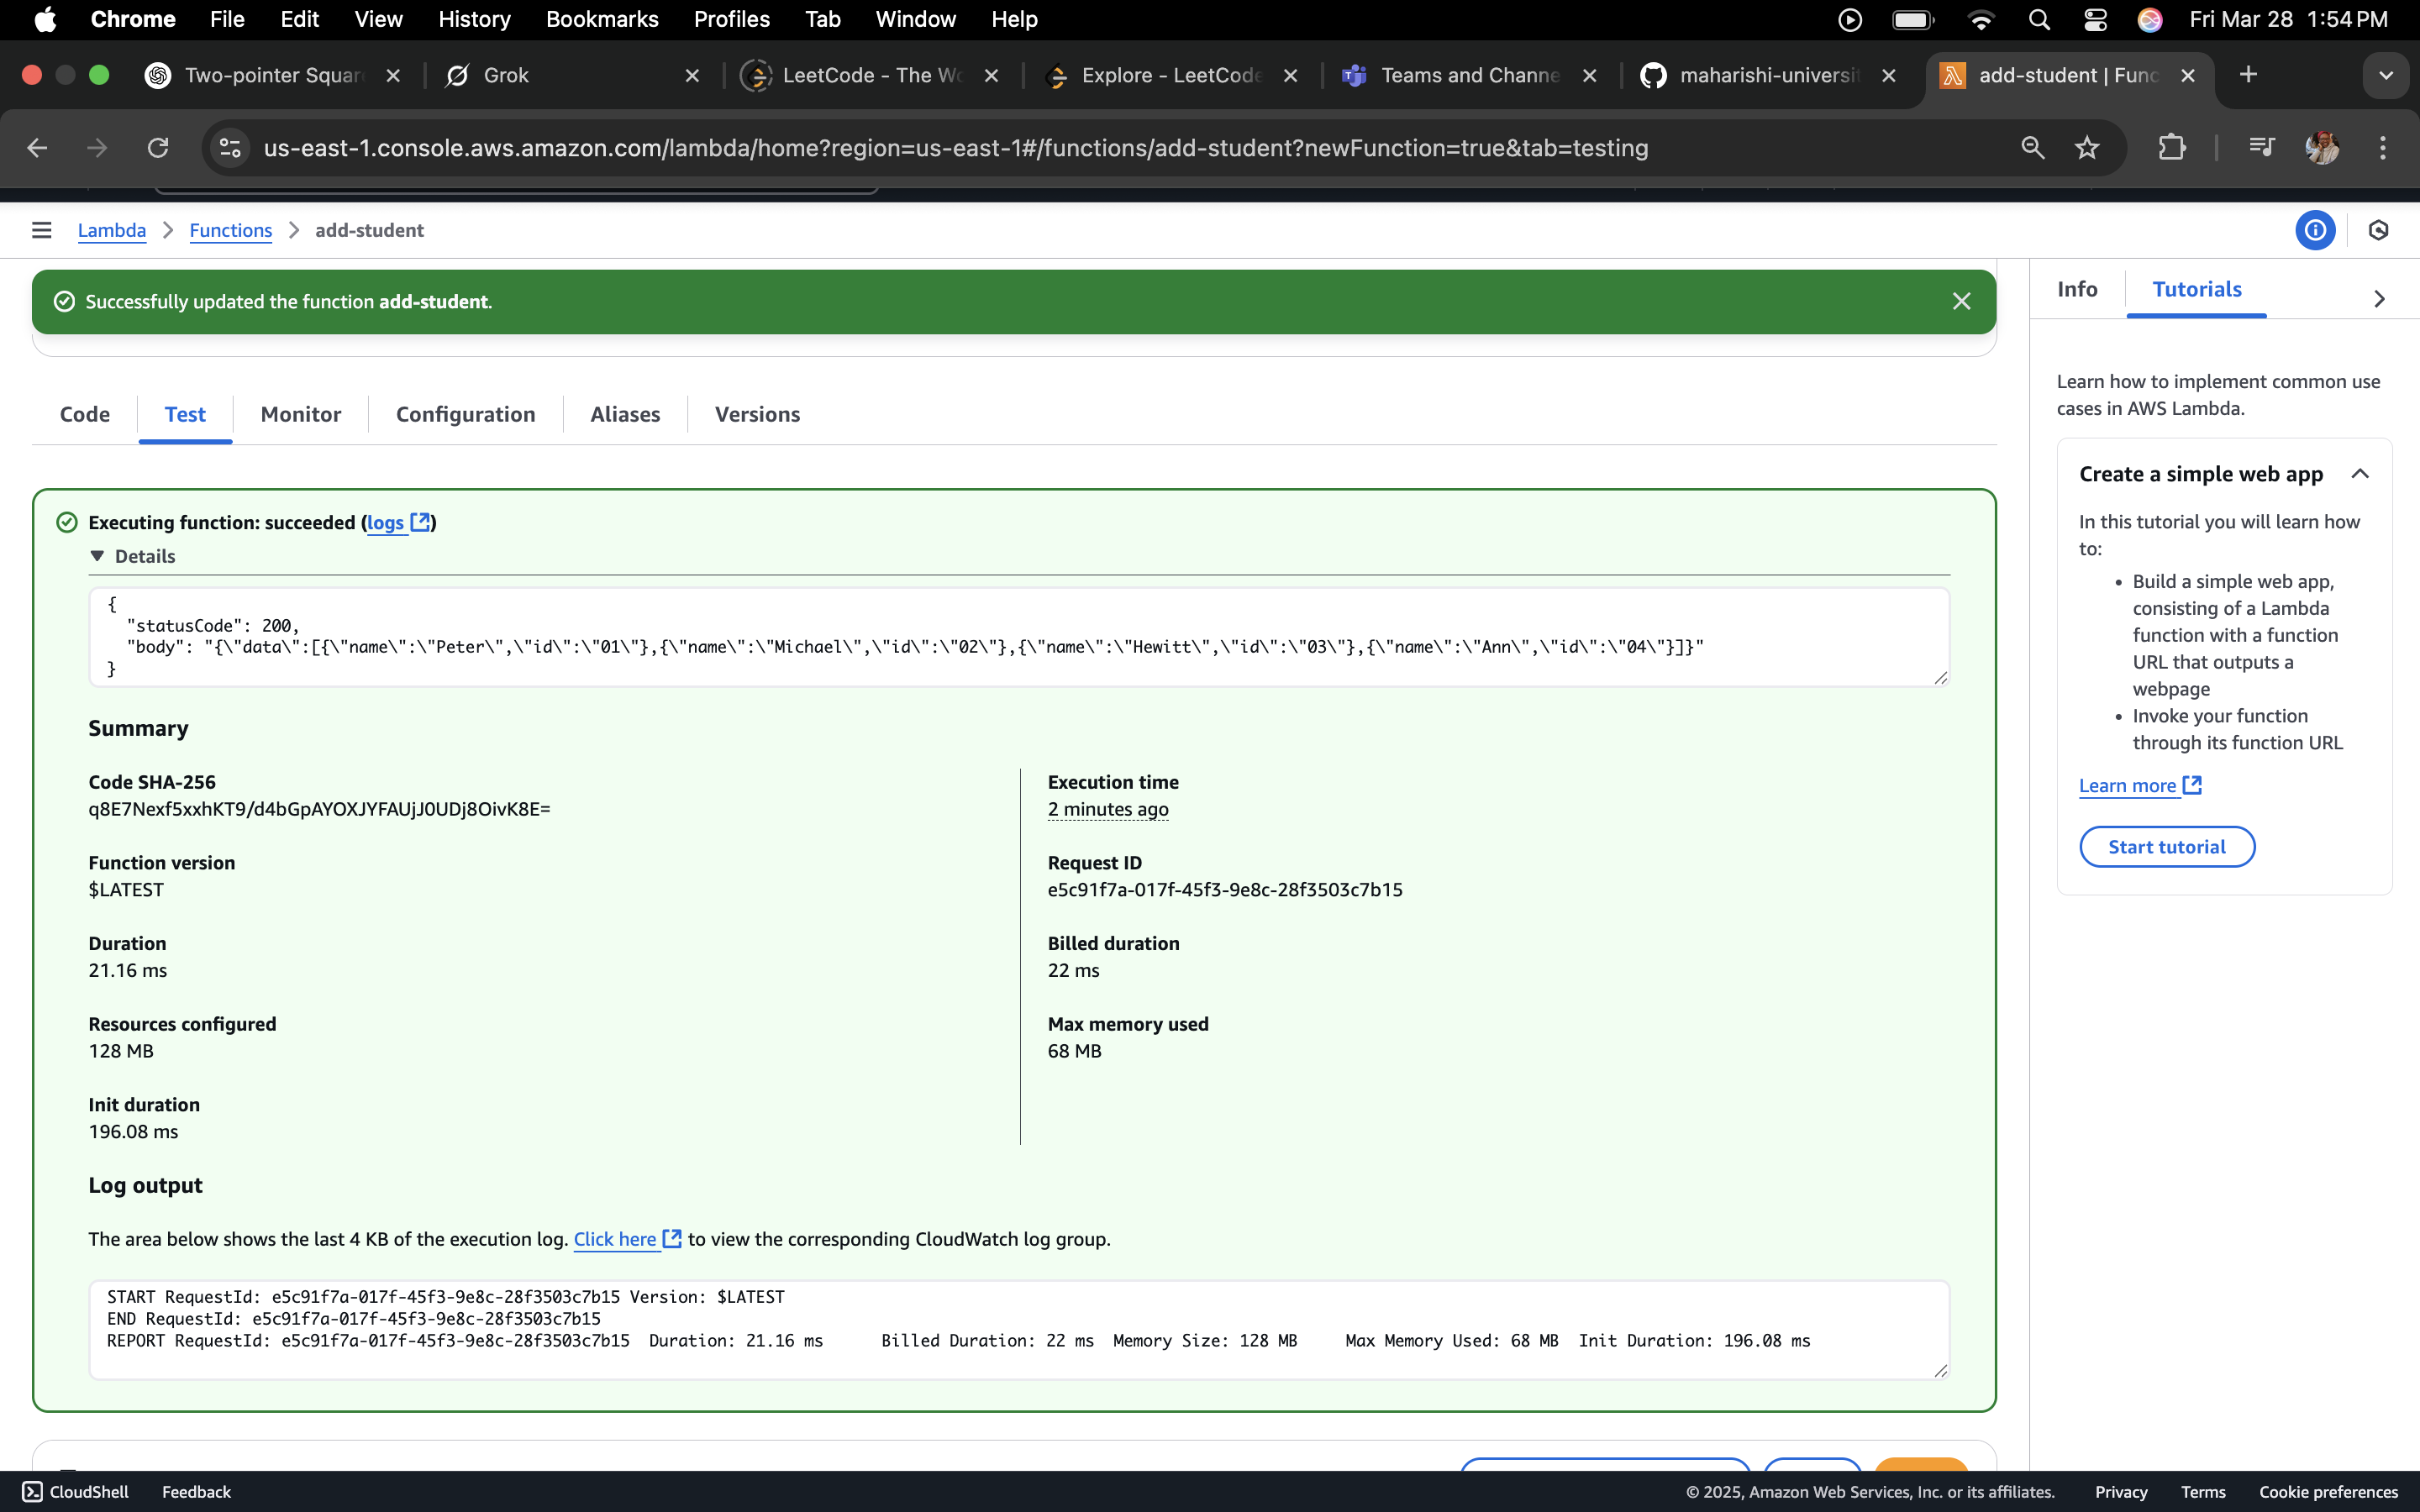 Chrome File Edit View History Bookmarks Profiles Tab Window Help Fri Mar 28 1:54 PM
Two-pointer Squar Grok LeetCode - The Wo Explore - LeetCode Teams and Channe maharishi-universit add-student | Func
us-east-1.console.aws.amazon.com/lambda/home?region=us-east-1#/functions/add-student?newFunction=true&tab=testing
Lambda > Functions > add-student
Successfully updated the function add-student.
Info Tutorials
Code Test Monitor Configuration Aliases Versions
Executing function: succeeded (logs)
Details
{
"statusCode": 200,
"body": "{\"data\":[{\"name\":\"Peter\",\"id\":\"01\"},{\"name\":\"Michael\",\"id\":\"02\"},{\"name\":\"Hewitt\",\"id\":\"03\"},{\"name\":\"Ann\",\"id\":\"04\"}]}"
}
Summary
Code SHA-256
q8E7Nexf5xxhKT9/d4bGpAYOXJYFAUjJ0UDj8OivK8E=
Execution time
2 minutes ago
Function version
$LATEST
Request ID
e5c91f7a-017f-45f3-9e8c-28f3503c7b15
Duration
21.16 ms
Billed duration
22 ms
Resources configured
128 MB
Max memory used
68 MB
Init duration
196.08 ms
Log output
The area below shows the last 4 KB of the execution log. Click here to view the corresponding CloudWatch log group.
START RequestId: e5c91f7a-017f-45f3-9e8c-28f3503c7b15 Version: $LATEST
END RequestId: e5c91f7a-017f-45f3-9e8c-28f3503c7b15
REPORT RequestId: e5c91f7a-017f-45f3-9e8c-28f3503c7b15 Duration: 21.16 ms Billed Duration: 22 ms Memory Size: 128 MB Max Memory Used: 68 MB Init Duration: 196.08 ms
Learn how to implement common use
cases in AWS Lambda.
Create a simple web app
In this tutorial you will learn how
to:
• Build a simple web app,
consisting of a Lambda
function with a function
URL that outputs a
webpage
• Invoke your function
through its function URL
Learn more
Start tutorial
CloudShell Feedback © 2025, Amazon Web Services, Inc. or its affiliates. Privacy Terms Cookie preferences